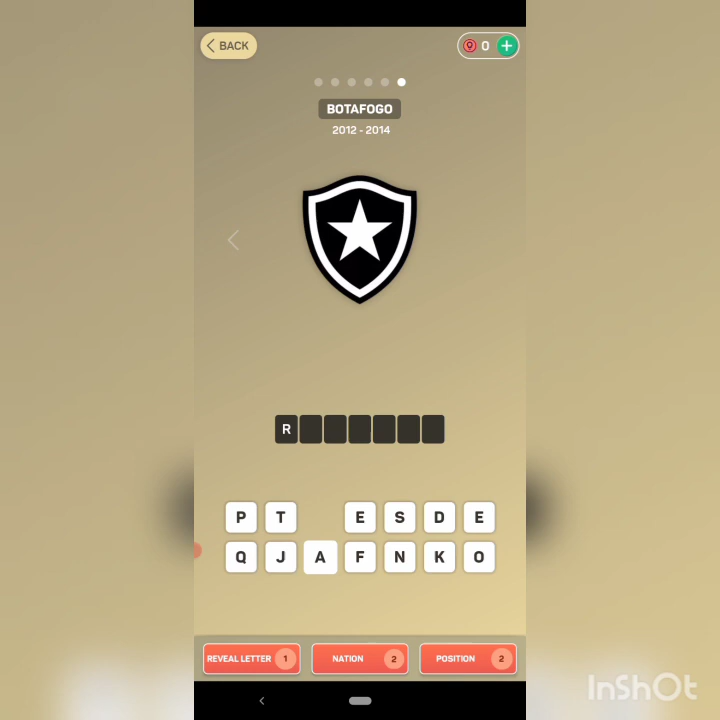 BACK
0 +
BOTAFOGO
2012 - 2014
R
P T E S D E
Q J A F N K O
REVEAL LETTER 1
NATION 2
POSITION 2
InShOt